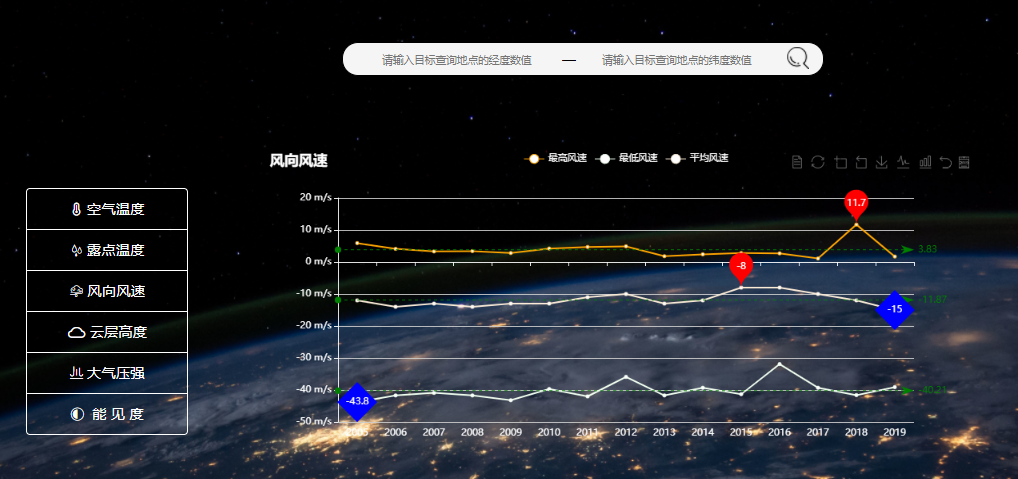 请输入目标查询地点的经度数值 — 请输入目标查询地点的纬度数值
风向风速
最高风速 最低风速 平均风速
空气温度
露点温度
风向风速
云层高度
大气压强
能 见 度
20 m/s
10 m/s
0 m/s
-10 m/s
-20 m/s
-30 m/s
-40 m/s
-50 m/s
11.7
3.83
-8
-11.87
-15
-43.8
-40.21
2005 2006 2007 2008 2009 2010 2011 2012 2013 2014 2015 2016 2017 2018 2019